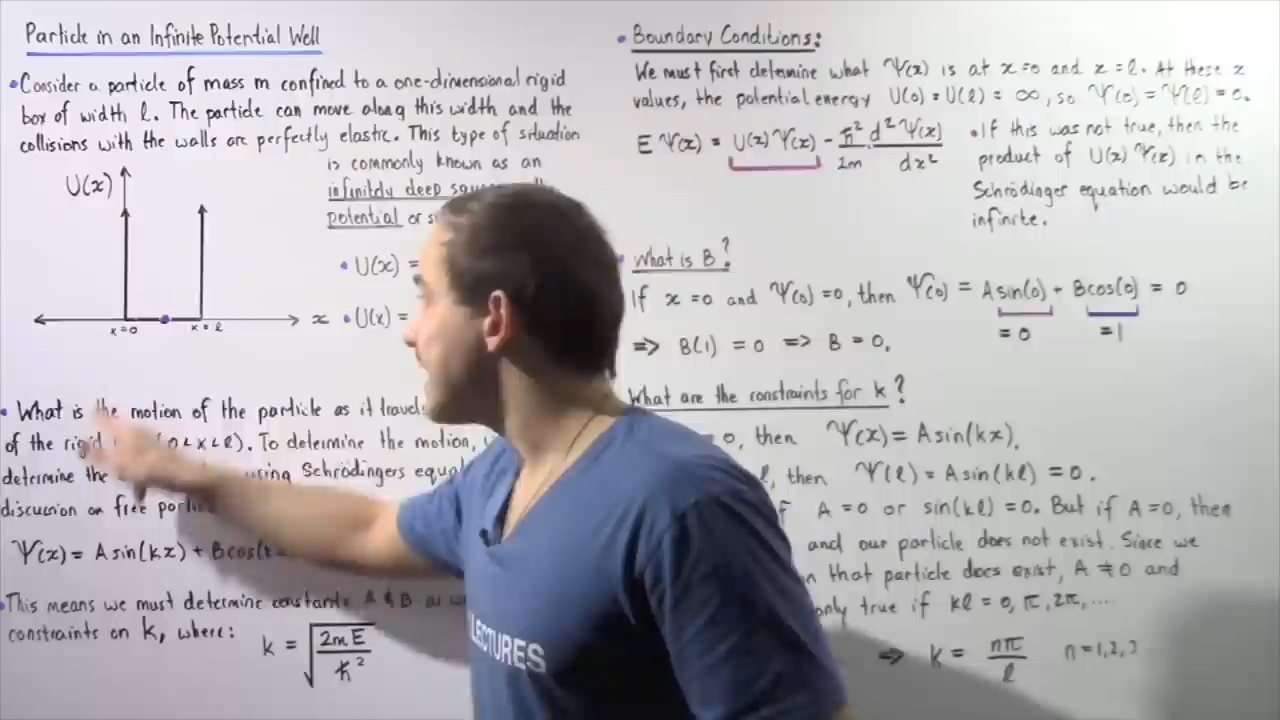 Particle in an Infinite Potential Well
•Consider a particle of mass m confined to a one-dimensional rigid
box of width l. The particle can move along this width and the
collisions with the walls are perfectly elastic. This type of situation
is commonly known as an
infinitely deep
potential or
U(x)
• U(x) =
x • U(x) =
x=0 x=l
• What is the motion of the particle as it
of the rigid 0<x<l). To determine the motion,
determine the using Schrödingers
discussion on free
Ψ(x) = A sin(kx) +
•This means we must determine constants A & B
constraints on k, where: k = √(2mE/ħ²)
• Boundary Conditions:
We must first determine what Ψ(x) is at x=0 and x=l. At these x
values, the potential energy U(0) = U(l) = ∞, so Ψ(0) = Ψ(l) = 0.
E Ψ(x) = U(x) Ψ(x) - ħ²/2m d²Ψ(x)/dx²
• If this was not true, then the
product of U(x) Ψ(x) in the
Schrödinger equation would be
infinite.
What is B?
If x=0 and Ψ(0)=0, then Ψ(0) = A sin(0) + B cos(0) = 0
=0 =1
⇒ B(1) = 0 ⇒ B = 0.
What are the constraints for k?
0, then Ψ(x) = A sin(kx).
l, then Ψ(l) = A sin(kl) = 0.
A=0 or sin(kl) = 0. But if A=0, then
and our particle does not exist. Since we
that particle does exist, A ≠ 0 and
only true if kl = 0, π, 2π, ...
⇒ k = nπ/l n=1,2,3
LECTURES